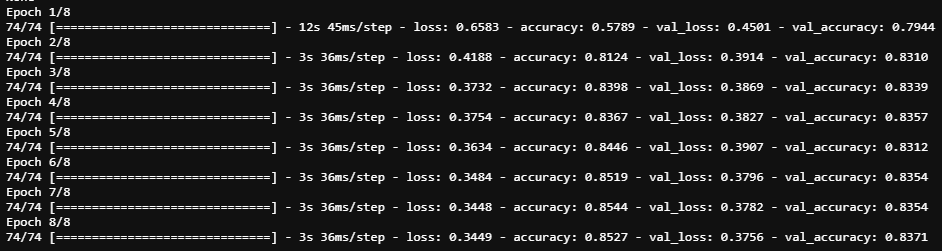 Epoch 1/8
74/74 [==============================] - 12s 45ms/step - loss: 0.6583 - accuracy: 0.5789 - val_loss: 0.4501 - val_accuracy: 0.7944
Epoch 2/8
74/74 [==============================] - 3s 36ms/step - loss: 0.4188 - accuracy: 0.8124 - val_loss: 0.3914 - val_accuracy: 0.8310
Epoch 3/8
74/74 [==============================] - 3s 36ms/step - loss: 0.3732 - accuracy: 0.8398 - val_loss: 0.3869 - val_accuracy: 0.8339
Epoch 4/8
74/74 [==============================] - 3s 36ms/step - loss: 0.3754 - accuracy: 0.8367 - val_loss: 0.3827 - val_accuracy: 0.8357
Epoch 5/8
74/74 [==============================] - 3s 36ms/step - loss: 0.3634 - accuracy: 0.8446 - val_loss: 0.3907 - val_accuracy: 0.8312
Epoch 6/8
74/74 [==============================] - 3s 36ms/step - loss: 0.3484 - accuracy: 0.8519 - val_loss: 0.3796 - val_accuracy: 0.8354
Epoch 7/8
74/74 [==============================] - 3s 36ms/step - loss: 0.3448 - accuracy: 0.8544 - val_loss: 0.3782 - val_accuracy: 0.8354
Epoch 8/8
74/74 [==============================] - 3s 36ms/step - loss: 0.3449 - accuracy: 0.8527 - val_loss: 0.3756 - val_accuracy: 0.8371